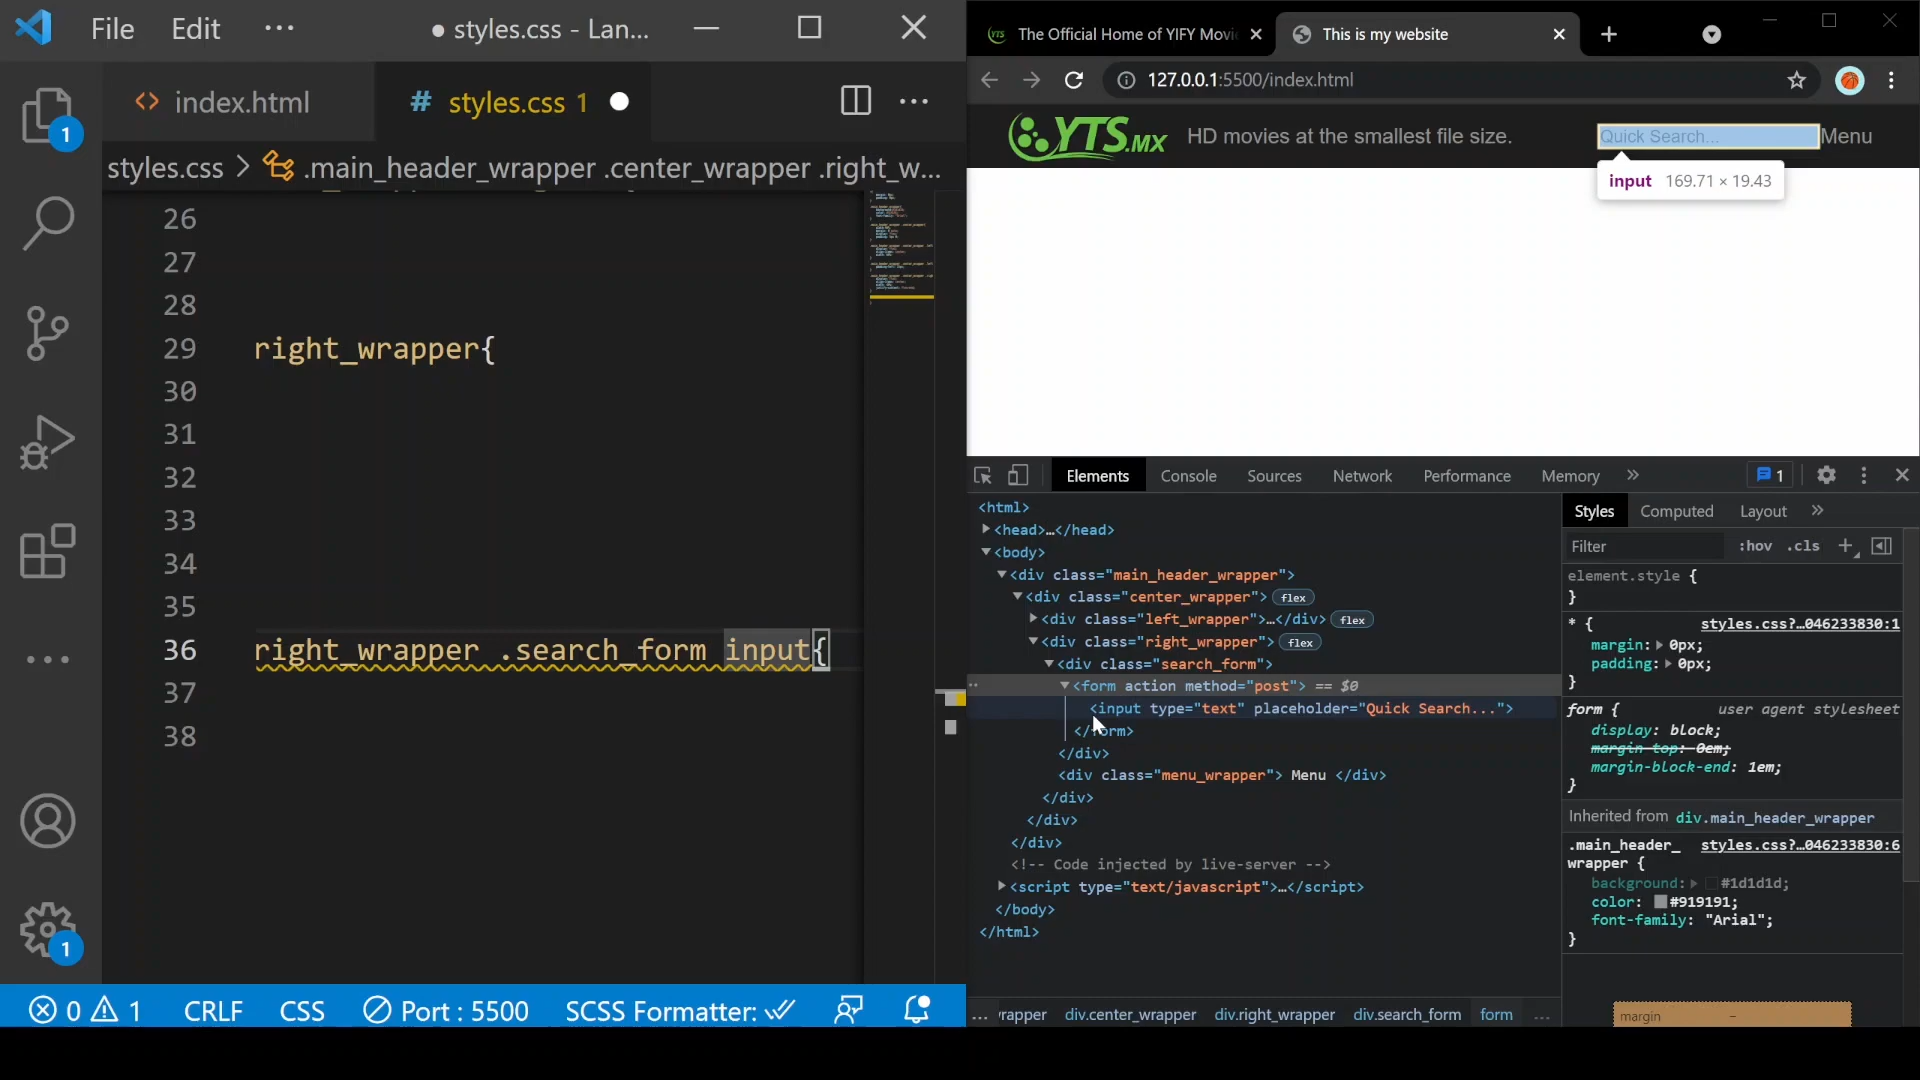 File Edit ··· ● styles.css - Lan...
index.html # styles.css 1
styles.css > .main_header_wrapper .center_wrapper .right_w...
26
27
28
29 right_wrapper{
30
31
32
33
34
35
36 right_wrapper .search_form input{
37
38
1
1
0 1 CRLF CSS Port : 5500 SCSS Formatter:
YTS The Official Home of YIFY Movi This is my website
127.0.0.1:5500/index.html
YTS.MX HD movies at the smallest file size. Quick Search... Menu
input 169.71 × 19.43
Elements Console Sources Network Performance Memory » 1
<html>
<head>…</head>
<body>
<div class="main_header_wrapper">
<div class="center_wrapper"> flex
<div class="left_wrapper">…</div> flex
<div class="right_wrapper"> flex
<div class="search_form">
<form action method="post"> == $0
<input type="text" placeholder="Quick Search...">
</form>
</div>
<div class="menu_wrapper"> Menu </div>
</div>
</div>
</div>
<!-- Code injected by live-server -->
<script type="text/javascript">…</script>
</body>
</html>
... vrapper div.center_wrapper div.right_wrapper div.search_form form ...
Styles Computed Layout »
Filter :hov .cls +
element.style {
}
* { styles.css?…046233830:1
margin: 0px;
padding: 0px;
}
form { user agent stylesheet
display: block;
margin-top: 0em;
margin-block-end: 1em;
}
Inherited from div.main_header_wrapper
.main_header_ styles.css?…046233830:6
wrapper {
background: #1d1d1d;
color: #919191;
font-family: "Arial";
}
margin –